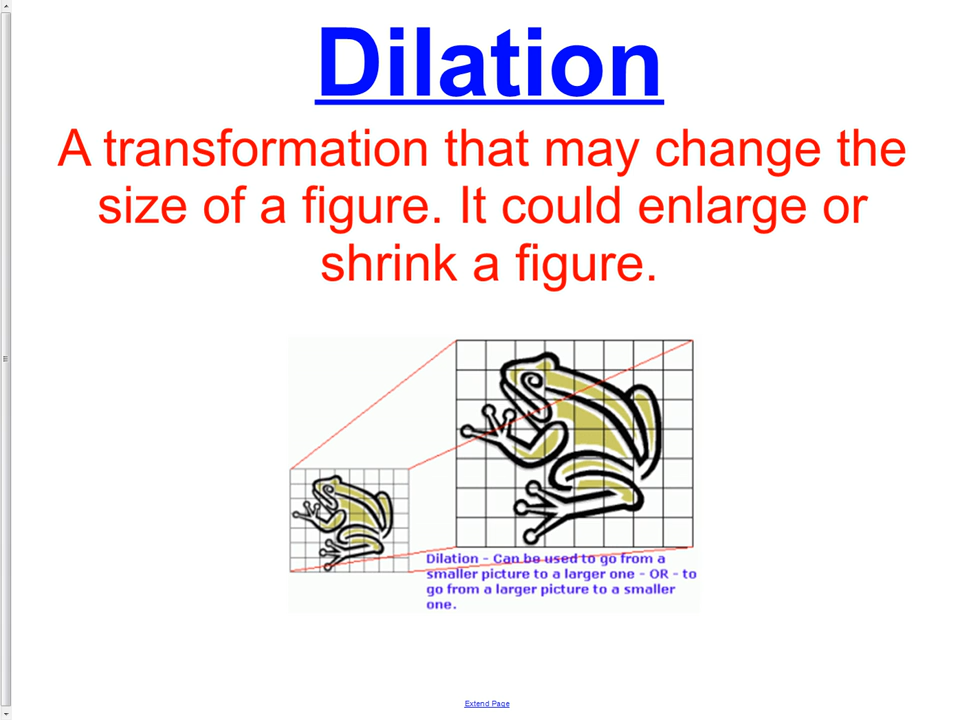 Dilation
A transformation that may change the
size of a figure. It could enlarge or
shrink a figure.
Dilation - Can be used to go from a
smaller picture to a larger one - OR - to
go from a larger picture to a smaller
one.
Extend Page